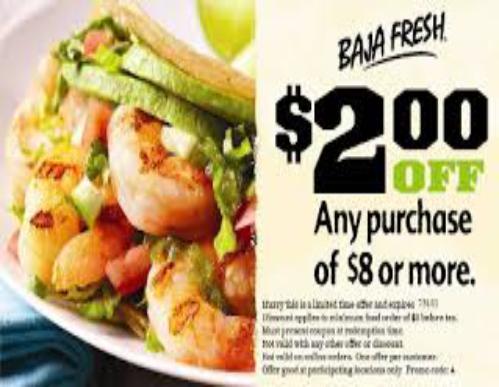 BAJA FRESH
$2.00
OFF
Any purchase
of $8 or more.
Hurry this is a limited time offer and expires
Discount applies to minimum food order of $8 before tax.
Must present coupon at redemption time.
Not valid with any other offer or discount.
Not valid on online orders. One offer per customer.
Offer good at participating locations only. Promo code: 4